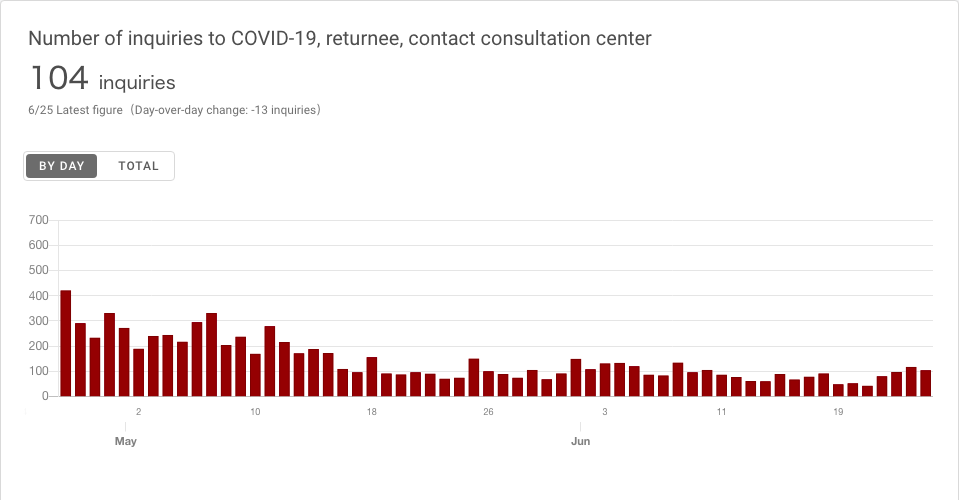 Number of inquiries to COVID-19, returnee, contact consultation center
104 inquiries
6/25 Latest figure（Day-over-day change: -13 inquiries）
BY DAY TOTAL
700
600
500
400
300
200
100
0
2 10 18 26 3 11 19
May Jun